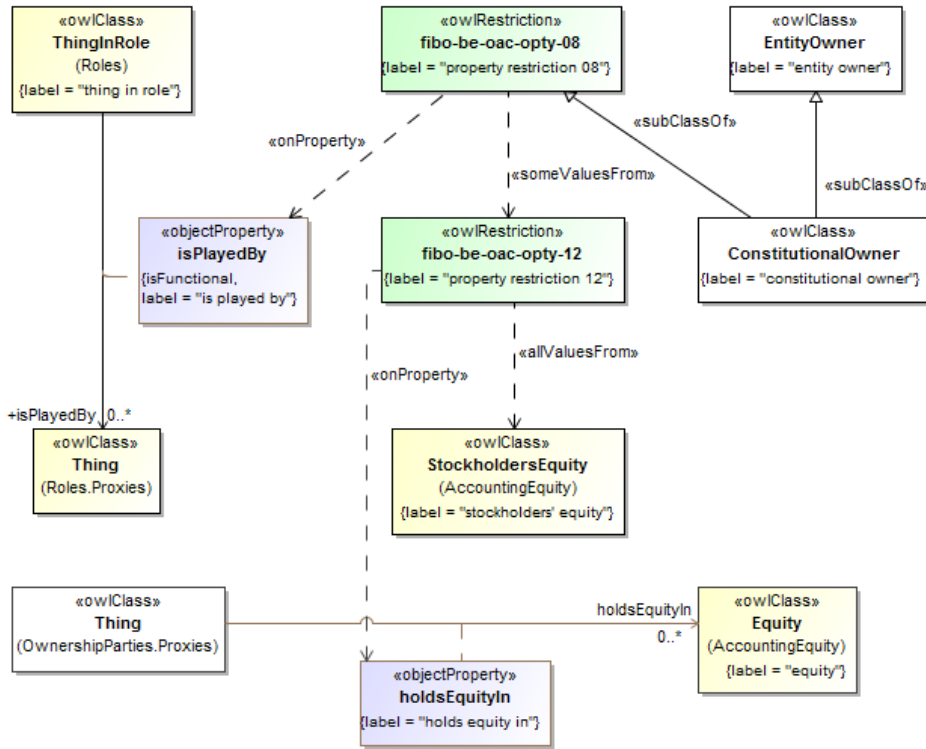 «owlClass»
ThingInRole
(Roles)
{label = "thing in role"}
«owlRestriction»
fibo-be-oac-opty-08
{label = "property restriction 08"}
«owlClass»
EntityOwner
{label = "entity owner"}
«subClassOf»
«onProperty»
«someValuesFrom»
«subClassOf»
«objectProperty»
isPlayedBy
{isFunctional,
label = "is played by"}
«owlRestriction»
fibo-be-oac-opty-12
{label = "property restriction 12"}
«owlClass»
ConstitutionalOwner
{label = "constitutional owner"}
«allValuesFrom»
«onProperty»
+isPlayedBy 0..*
«owlClass»
Thing
(Roles.Proxies)
«owlClass»
StockholdersEquity
(AccountingEquity)
{label = "stockholders' equity"}
«owlClass»
Thing
(OwnershipParties.Proxies)
holdsEquityIn
0..*
«owlClass»
Equity
(AccountingEquity)
{label = "equity"}
«objectProperty»
holdsEquityIn
{label = "holds equity in"}